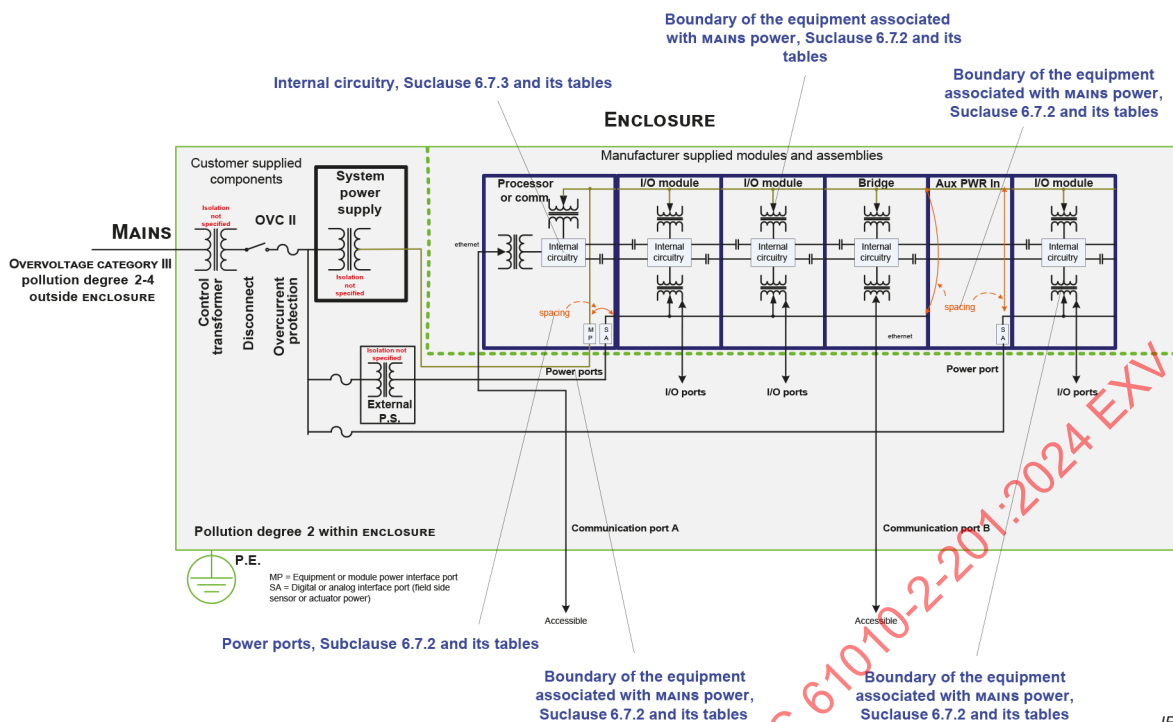 Boundary of the equipment associated
with MAINS power, Suclause 6.7.2 and its
tables
Internal circuitry, Suclause 6.7.3 and its tables
Boundary of the equipment
associated with MAINS power,
Suclause 6.7.2 and its tables
ENCLOSURE
Customer supplied
components
Manufacturer supplied modules and assemblies
System
power
supply
Isolation
not
specified
OVC II
Isolation
not
specified
MAINS
OVERVOLTAGE CATEGORY III
pollution degree 2-4
outside ENCLOSURE
Control
transformer
Disconnect
Overcurrent
protection
Processor
or comm
I/O module
I/O module
Bridge
Aux PWR In
I/O module
ethernet
Internal
circuitry
Internal
circuitry
Internal
circuitry
Internal
circuitry
Internal
circuitry
spacing
spacing
M
P
S
A
ethernet
S
A
Isolation not
specified
External
P.S.
Power ports
I/O ports
I/O ports
Power port
I/O ports
Communication port A
Communication port B
Pollution degree 2 within ENCLOSURE
P.E.
MP = Equipment or module power interface port
SA = Digital or analog interface port (field side
sensor or actuator power)
Accessible
Accessible
Power ports, Subclause 6.7.2 and its tables
Boundary of the equipment
associated with MAINS power,
Suclause 6.7.2 and its tables
Boundary of the equipment
associated with MAINS power,
Suclause 6.7.2 and its tables
61010-2-201:2024 EXV